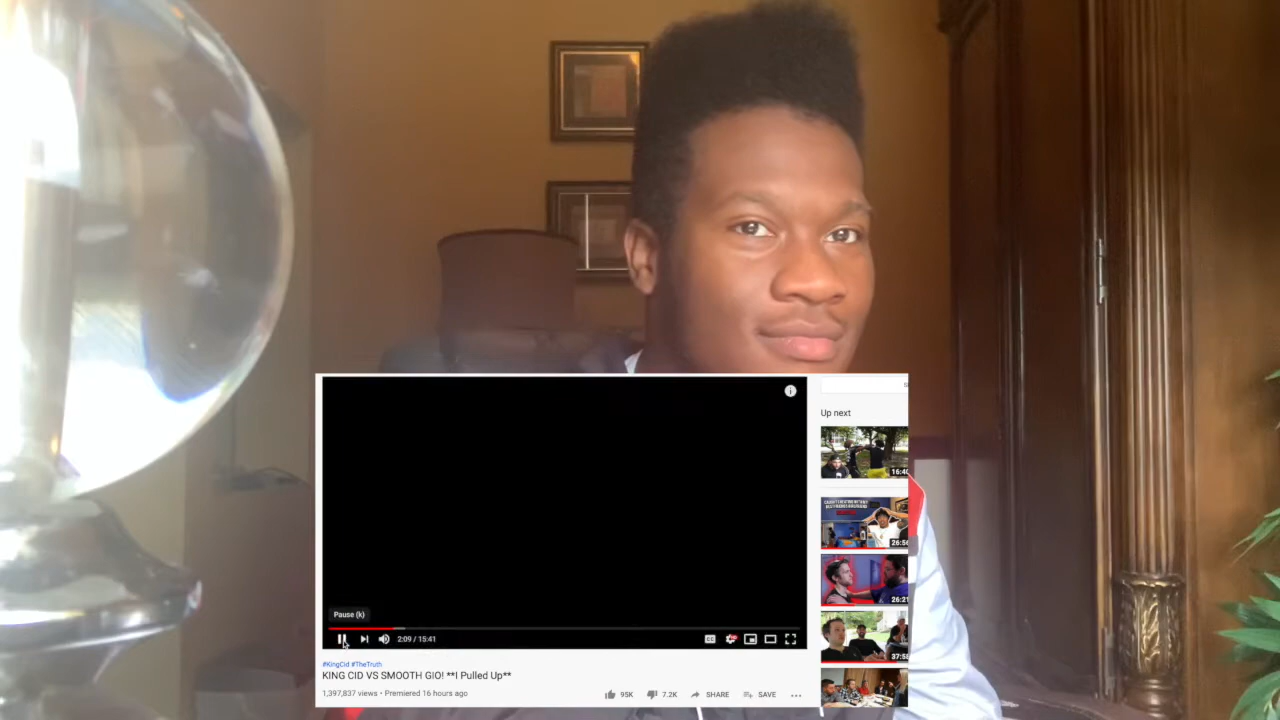 Up next
16:40
26:56
26:21
37:58
Pause (k)
2:09 / 15:41
#KingCid #TheTruth
KING CID VS SMOOTH GIO! **I Pulled Up**
1,397,837 views • Premiered 16 hours ago
95K
7.2K
SHARE
SAVE